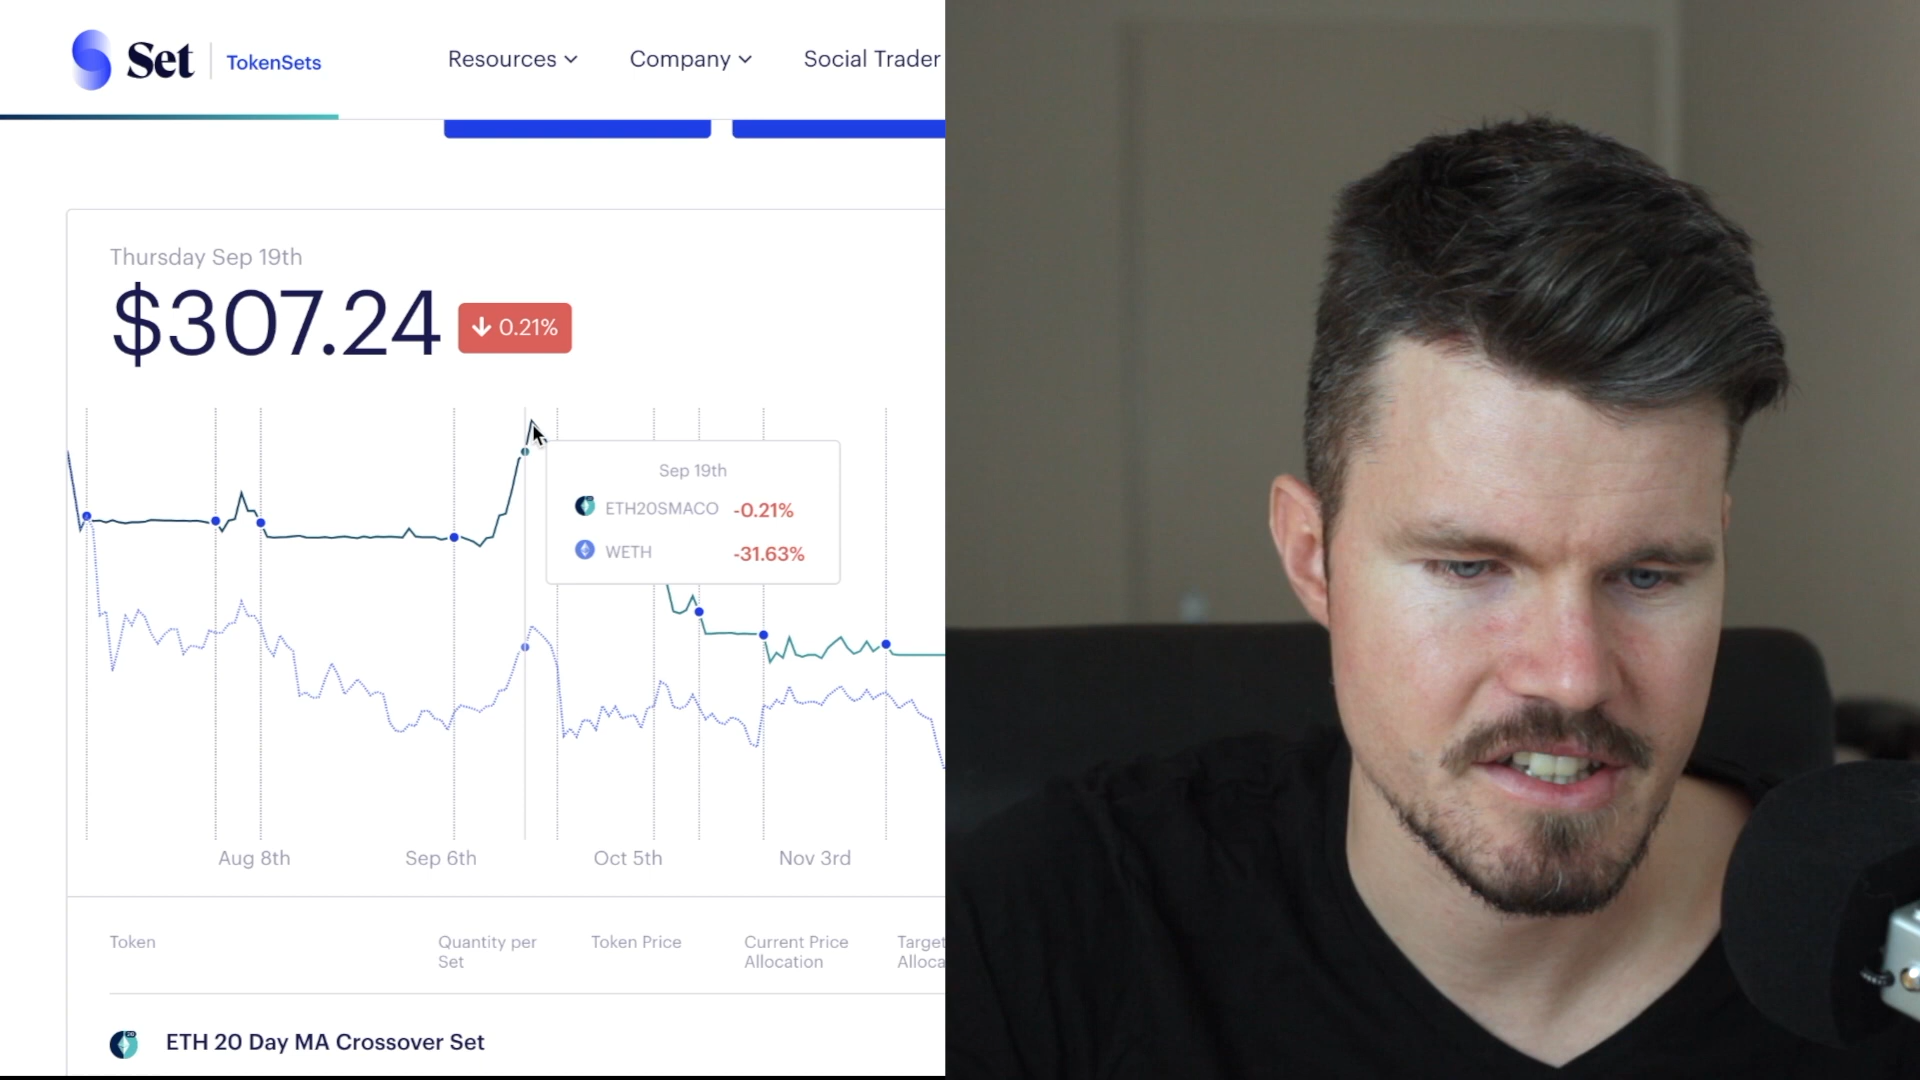 Set TokenSets Resources Company Social Trader
Thursday Sep 19th
$307.24 0.21%
Sep 19th
ETH20SMACO -0.21%
WETH -31.63%
Aug 8th Sep 6th Oct 5th Nov 3rd
Token Quantity per Token Price Current Price Target
Set Allocation Alloca
ETH 20 Day MA Crossover Set